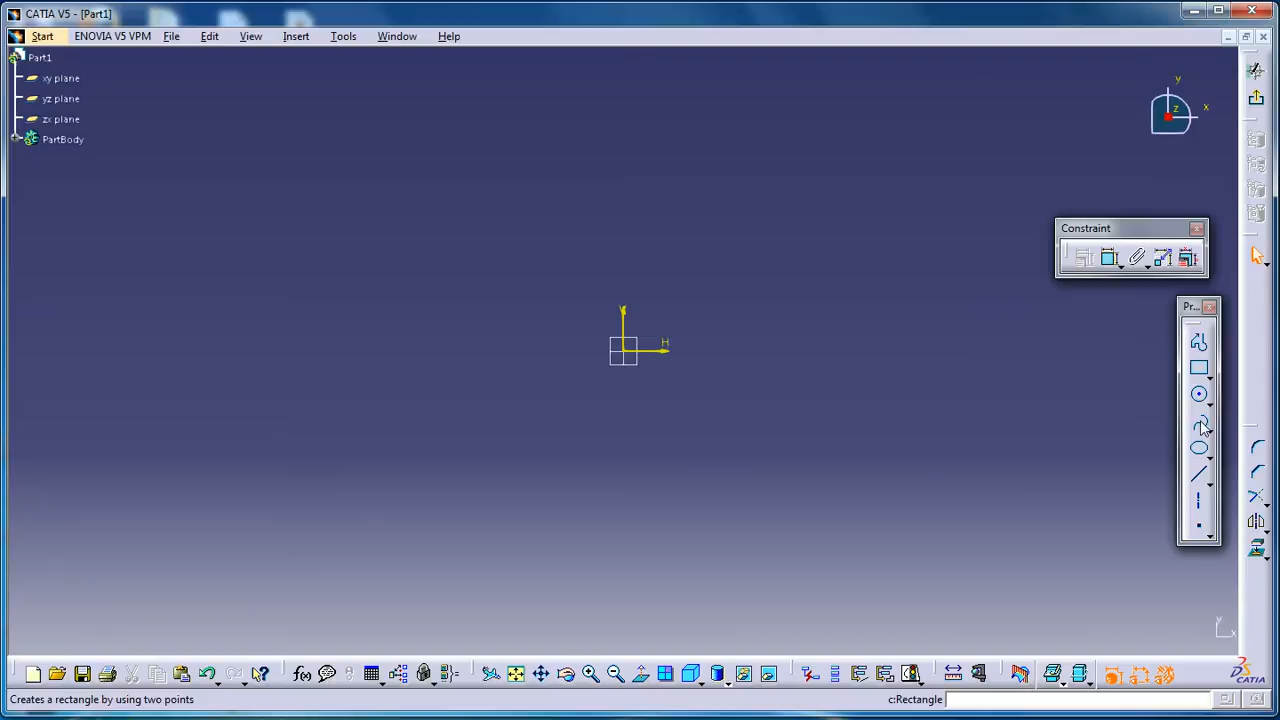 CATIA V5 - [Part1]
Start ENOVIA V5 VPM File Edit View Insert Tools Window Help
Part1
xy plane
yz plane
zx plane
PartBody
y
x
z
Constraint
Pr...
V
H
y
x
f(x)
CATIA
Creates a rectangle by using two points
c:Rectangle